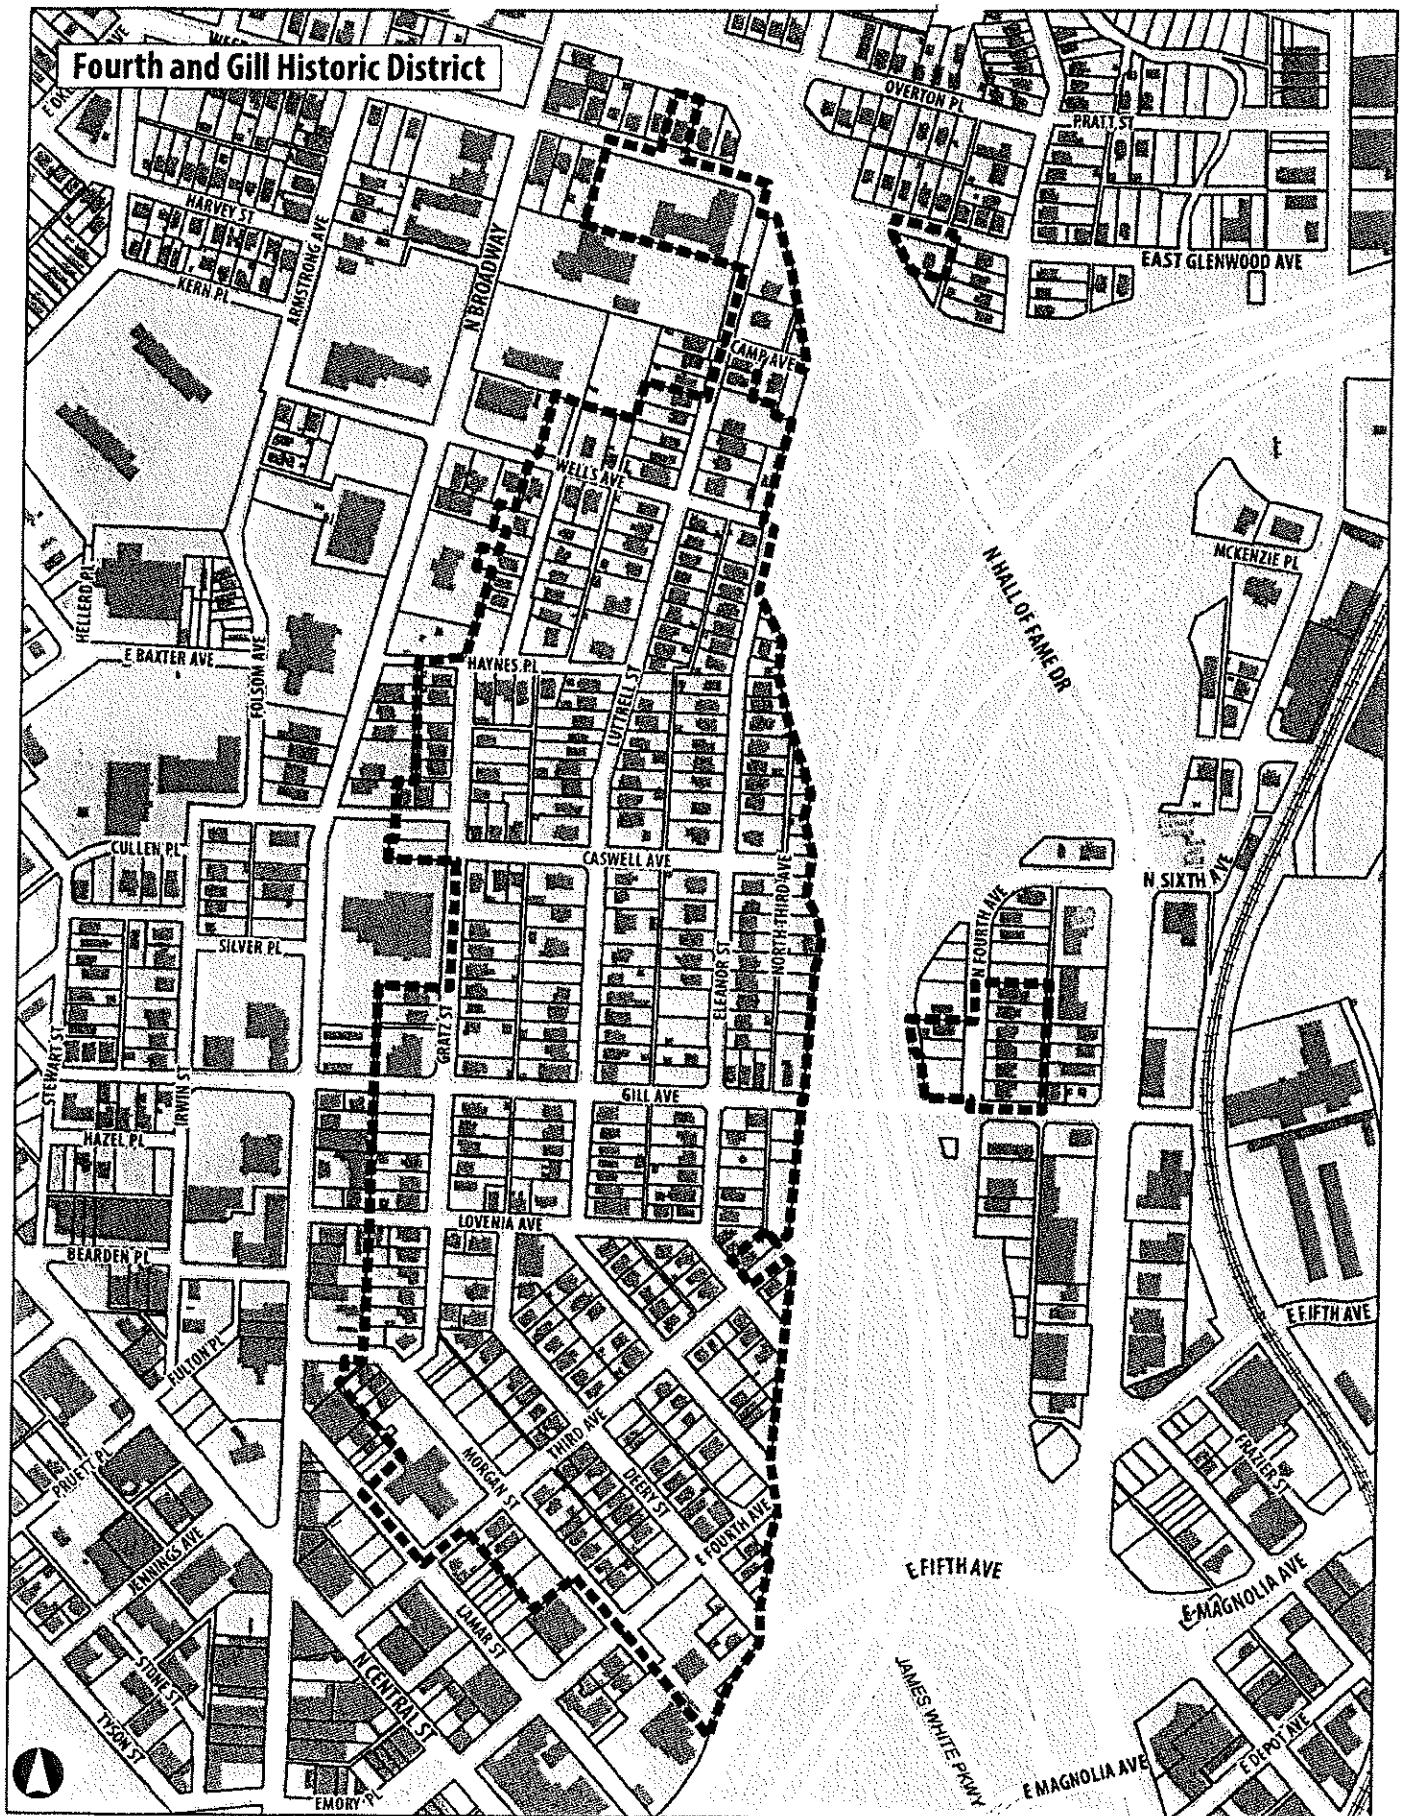 Fourth and Gill Historic District
OVERTON PL
PRATT ST
HARVEY ST
KERN PL
ARMSTRONG AVE
N BROADWAY
EAST GLENWOOD AVE
CAMP AVE
WELLS AVE
N HALL OF FAME DR
MCKENZIE PL
HELLERD PL
E BAXTER AVE
FOLSON AVE
HAYNES PL
LUTTRELL ST
CULLEN PL
CASWELL AVE
N SIXTH AVE
SILVER PL
ELEANOR ST
NORTH THIRD AVE
N FOURTH AVE
STEWART ST
IRWIN ST
GRATZ ST
GILL AVE
HAZEL PL
LOVENIA AVE
BEARDEN PL
E FIFTH AVE
FULTON PL
PRUETT PL
MORGIN ST
THIRD AVE
DEERY ST
FRAZIER ST
E FOURTH AVE
JENNINGS AVE
E FIFTH AVE
E MAGNOLIA AVE
LAMAR ST
STONE ST
N CENTRAL ST
TYSON ST
JAMES WHITE PKWY
E MAGNOLIA AVE
E DEPOT AVE
EMORY PL